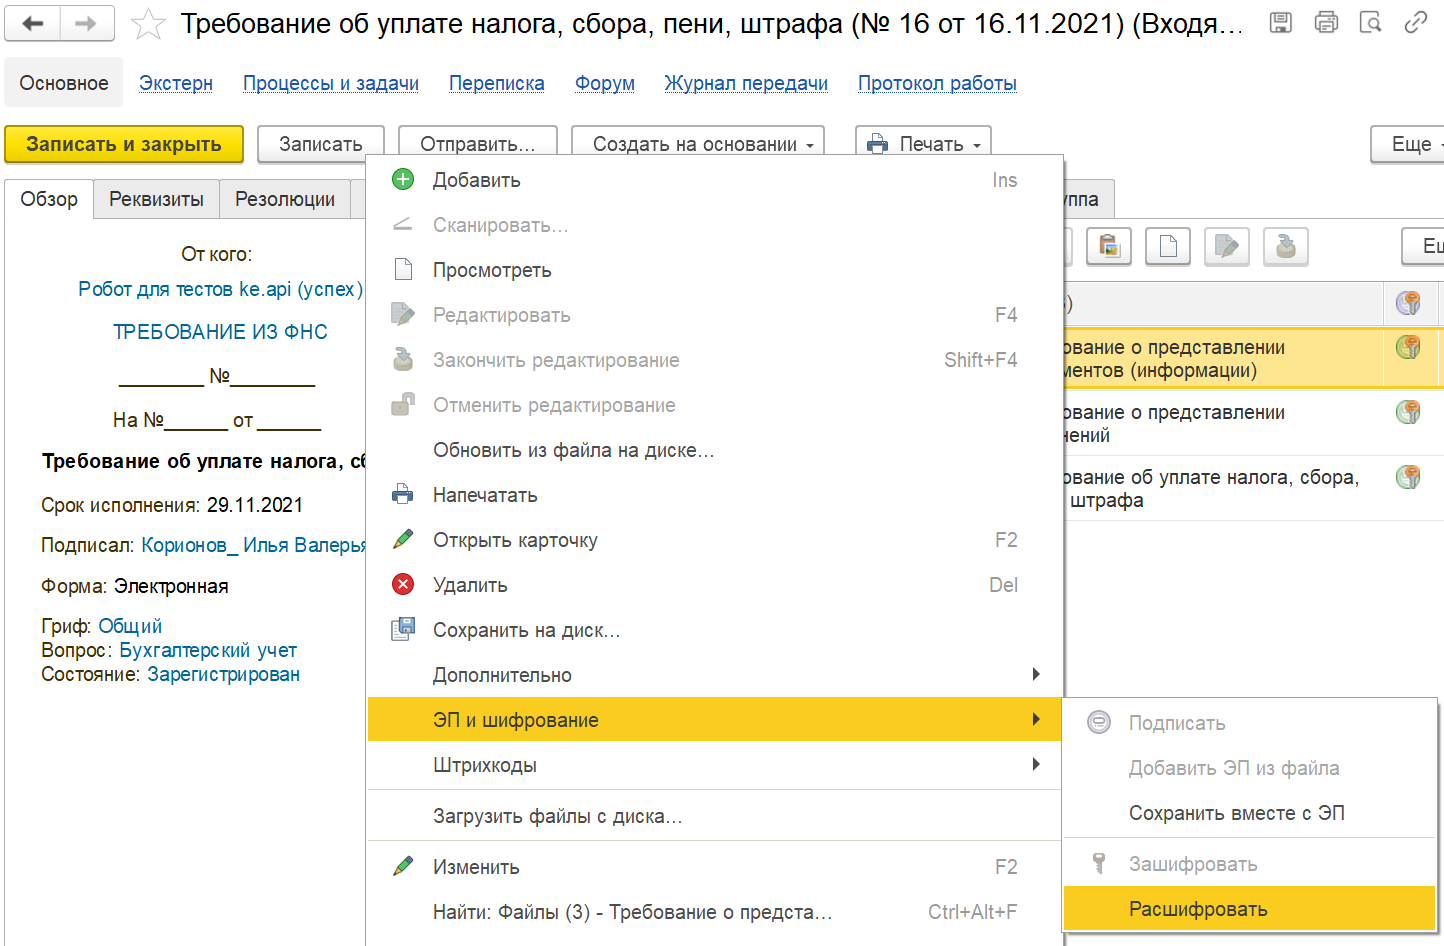 Требование об уплате налога, сбора, пени, штрафа (№ 16 от 16.11.2021) (Входя...
Основное Экстерн Процессы и задачи Переписка Форум Журнал передачи Протокол работы
Записать и закрыть Записать Отправить... Создать на основании Печать Еще
Обзор Реквизиты Резолюции
От кого:
Робот для тестов ke.api (успех)
ТРЕБОВАНИЕ ИЗ ФНС
________ №________
На №______ от ______
Требование об уплате налога, сб
Срок исполнения: 29.11.2021
Подписал: Корионов_ Илья Валерья
Форма: Электронная
Гриф: Общий
Вопрос: Бухгалтерский учет
Состояние: Зарегистрирован
Добавить Ins
Сканировать...
Просмотреть
Редактировать F4
Закончить редактирование Shift+F4
Отменить редактирование
Обновить из файла на диске...
Напечатать
Открыть карточку F2
Удалить Del
Сохранить на диск...
Дополнительно
ЭП и шифрование
Штрихкоды
Загрузить файлы с диска...
Изменить F2
Найти: Файлы (3) - Требование о предста... Ctrl+Alt+F
уппа
Ец
)
ование о представлении
ментов (информации)
ование о представлении
нений
ование об уплате налога, сбора,
штрафа
Подписать
Добавить ЭП из файла
Сохранить вместе с ЭП
Зашифровать
Расшифровать